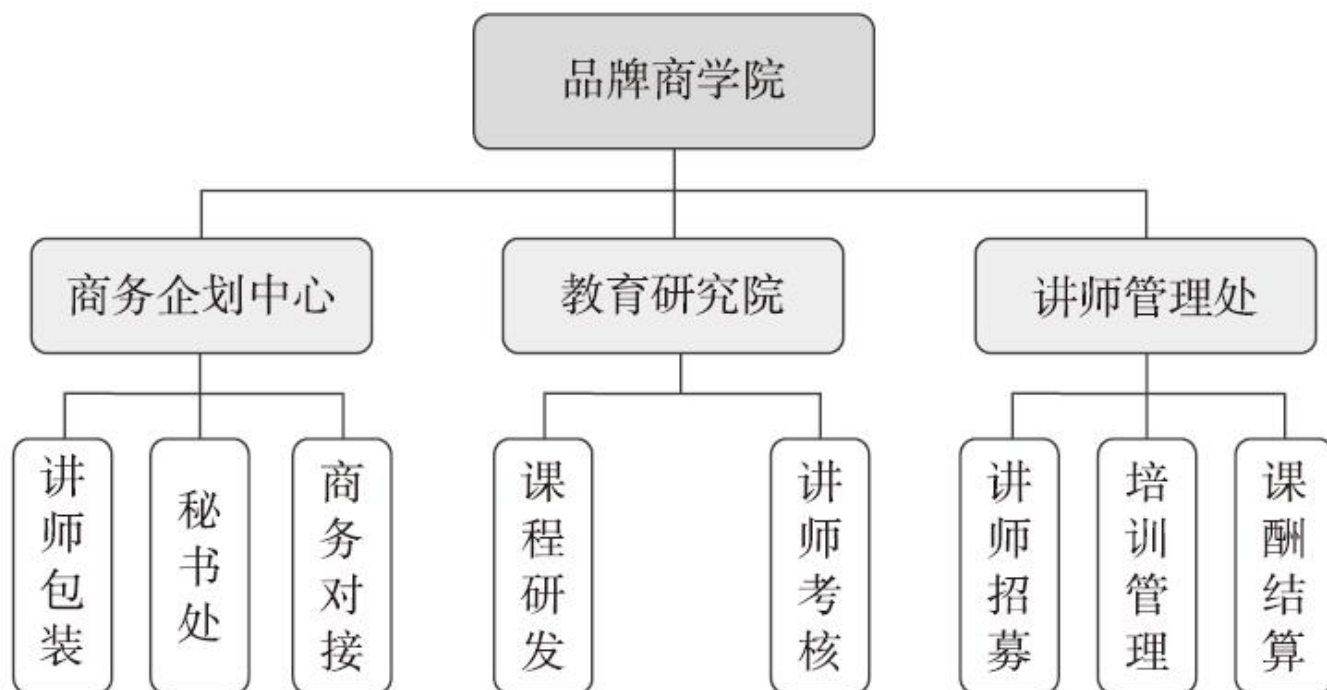 品牌商学院
商务企划中心
教育研究院
讲师管理处
讲师包装
秘书处
商务对接
课程研发
讲师考核
讲师招募
培训管理
课酬结算